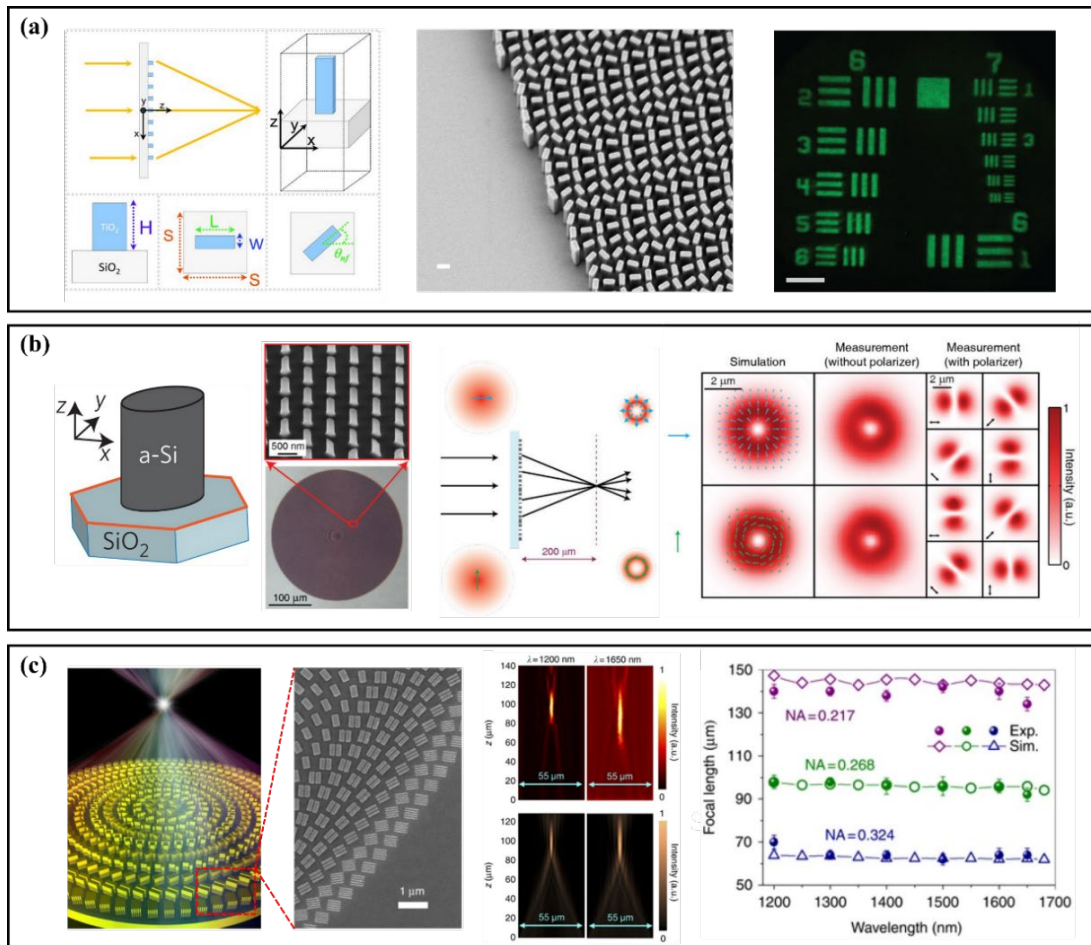 (a)
y
z
x
z
y
x
TiO₂
H
SiO₂
S
L
W
S
θnf
6
7
2
1
3
3
4
5
6
6
1
(b)
z
y
x
a-Si
SiO₂
500 nm
100 μm
200 μm
Simulation
Measurement
(without polarizer)
Measurement
(with polarizer)
2 μm
2 μm
1
0
Intensity (a.u.)
(c)
1 μm
λ=1200 nm
λ=1650 nm
140
120
100
80
60
40
20
0
z (μm)
55 μm
55 μm
1
0
Intensity (a.u.)
120
100
80
60
40
20
0
z (μm)
55 μm
55 μm
1
0
Intensity (a.u.)
150
130
110
90
70
50
Focal length (μm)
NA=0.217
Exp.
Sim.
NA=0.268
NA=0.324
1200
1300
1400
1500
1600
1700
Wavelength (nm)